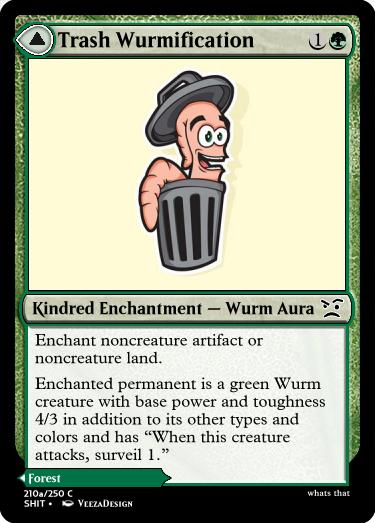 Trash Wurmification
1
Kindred Enchantment — Wurm Aura
Enchant noncreature artifact or
noncreature land.
Enchanted permanent is a green Wurm
creature with base power and toughness
4/3 in addition to its other types and
colors and has “When this creature
attacks, surveil 1.”
Forest
210a/250 C
SHIT • VeezaDesign
whats that